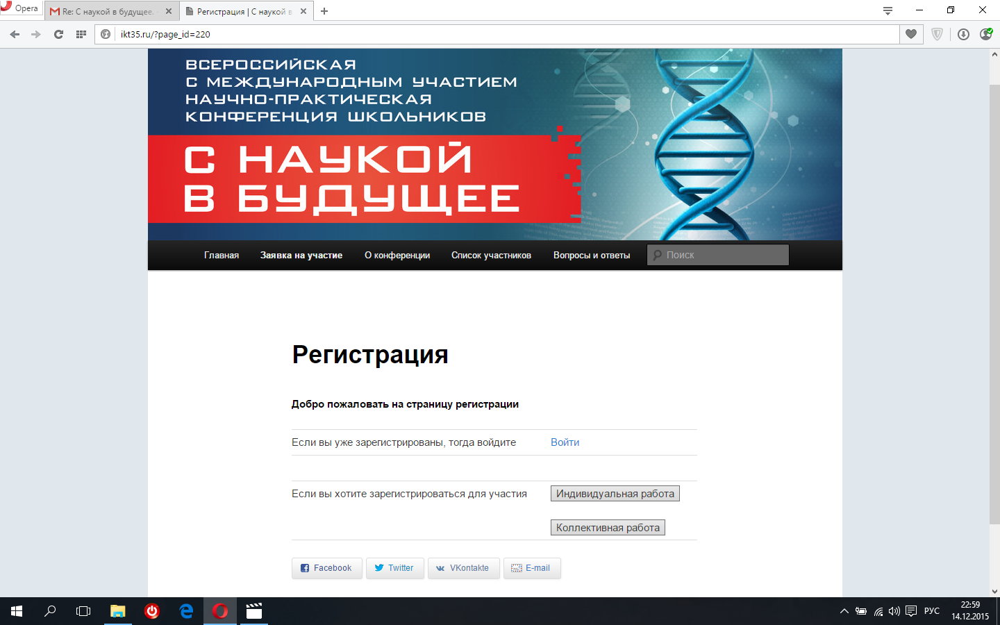 Opera
Re: С наукой в будущее.
Регистрация | С наукой в
ikt35.ru/?page_id=220
ВСЕРОССИЙСКАЯ
С МЕЖДУНАРОДНЫМ УЧАСТИЕМ
НАУЧНО-ПРАКТИЧЕСКАЯ
КОНФЕРЕНЦИЯ ШКОЛЬНИКОВ
С НАУКОЙ
В БУДУЩЕЕ
Главная
Заявка на участие
О конференции
Список участников
Вопросы и ответы
Поиск
Регистрация
Добро пожаловать на страницу регистрации
Если вы уже зарегистрированы, тогда войдите
Войти
Если вы хотите зарегистрироваться для участия
Индивидуальная работа
Коллективная работа
Facebook
Twitter
VKontakte
E-mail
РУС
22:59
14.12.2015